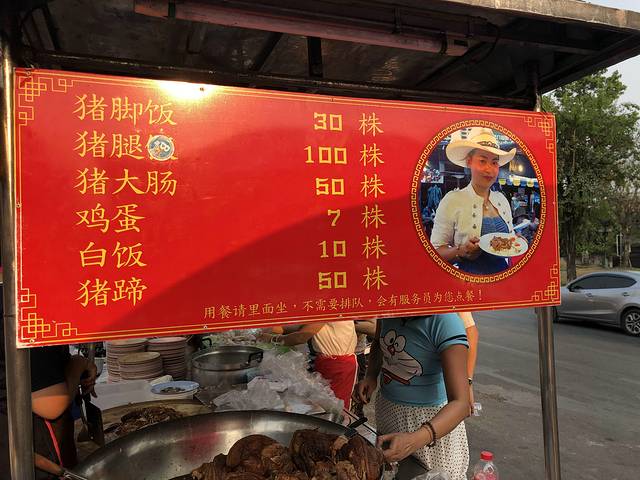 猪脚饭 30 株
猪腿 100 株
猪大肠 50 株
鸡蛋 7 株
白饭 10 株
猪蹄 50 株
用餐请里面坐，不需要排队，会有服务员为您点餐！